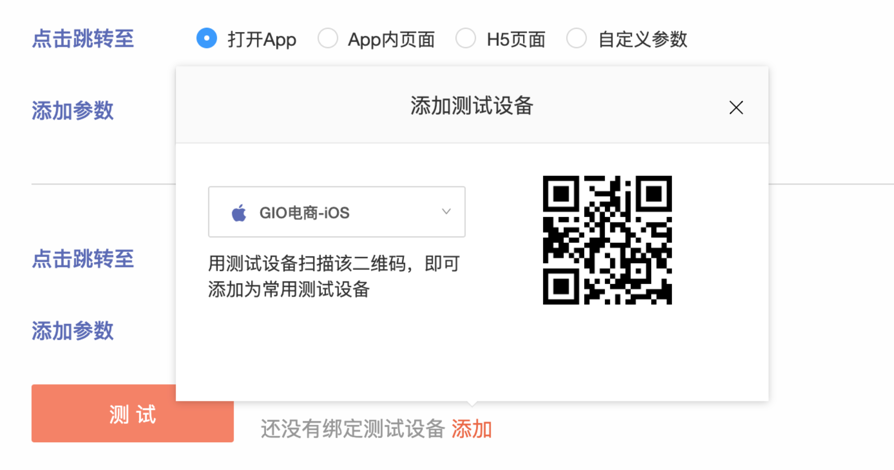 点击跳转至 打开App App内页面 H5页面 自定义参数
添加参数
添加测试设备
GIO电商-iOS
用测试设备扫描该二维码，即可
添加为常用测试设备
点击跳转至
添加参数
测 试
还没有绑定测试设备 添加